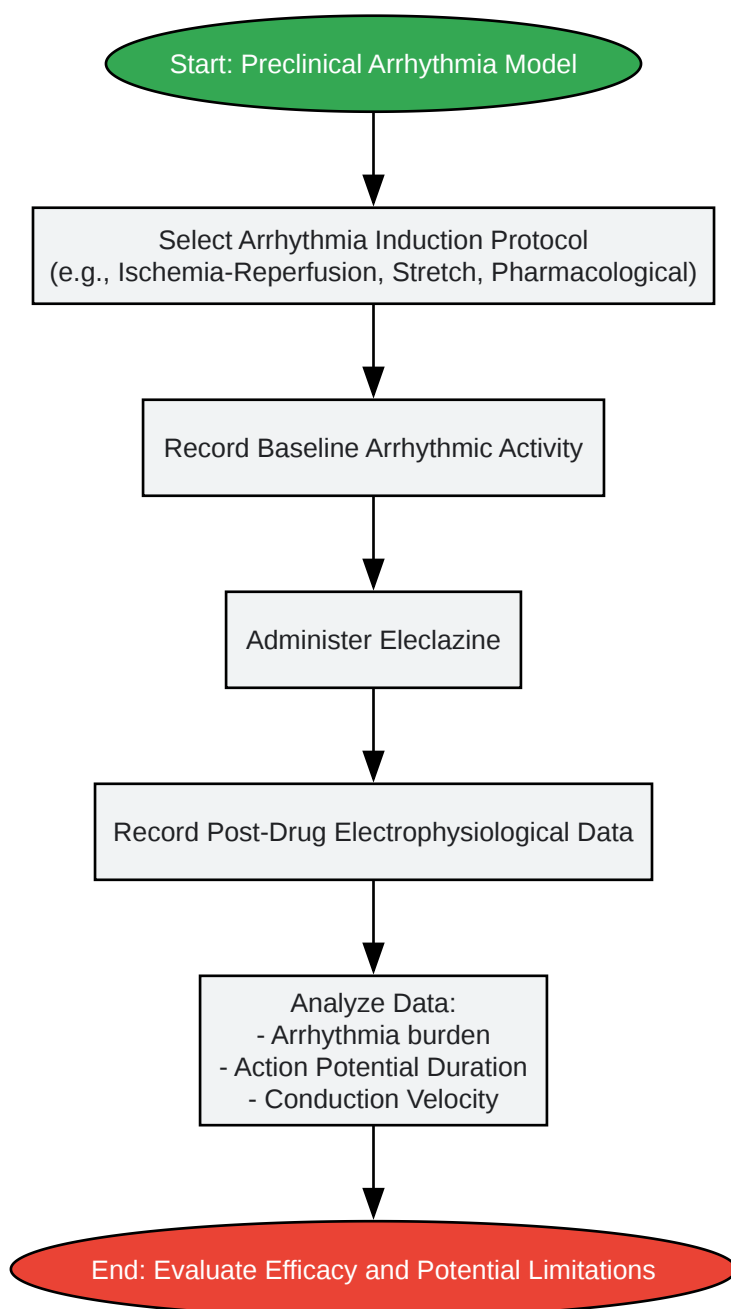 Start: Preclinical Arrhythmia Model
Select Arrhythmia Induction Protocol
(e.g., Ischemia-Reperfusion, Stretch, Pharmacological)
Record Baseline Arrhythmic Activity
Administer Eleclazine
Record Post-Drug Electrophysiological Data
Analyze Data:
- Arrhythmia burden
- Action Potential Duration
- Conduction Velocity
End: Evaluate Efficacy and Potential Limitations